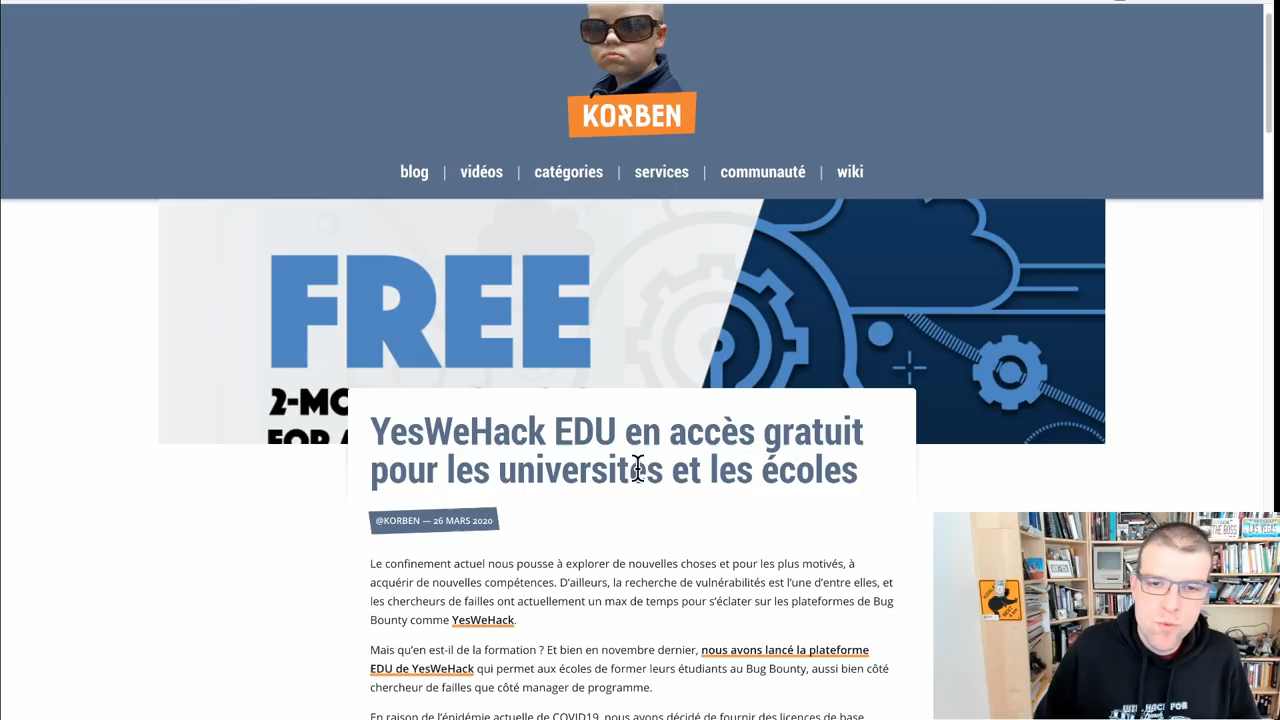 KORBEN
blog | vidéos | catégories | services | communauté | wiki
FREE
2-MO
FOR A
YesWeHack EDU en accès gratuit
pour les universités et les écoles
@KORBEN — 26 MARS 2020
Le confinement actuel nous pousse à explorer de nouvelles choses et pour les plus motivés, à
acquérir de nouvelles compétences. D'ailleurs, la recherche de vulnérabilités est l'une d'entre elles, et
les chercheurs de failles ont actuellement un max de temps pour s'éclater sur les plateformes de Bug
Bounty comme YesWeHack.
Mais qu'en est-il de la formation ? Et bien en novembre dernier, nous avons lancé la plateforme
EDU de YesWeHack qui permet aux écoles de former leurs étudiants au Bug Bounty, aussi bien côté
chercheur de failles que côté manager de programme.
En raison de l'épidémie actuelle de COVID19, nous avons décidé de fournir des licences de base
THE BOSS
LAS VEGAS